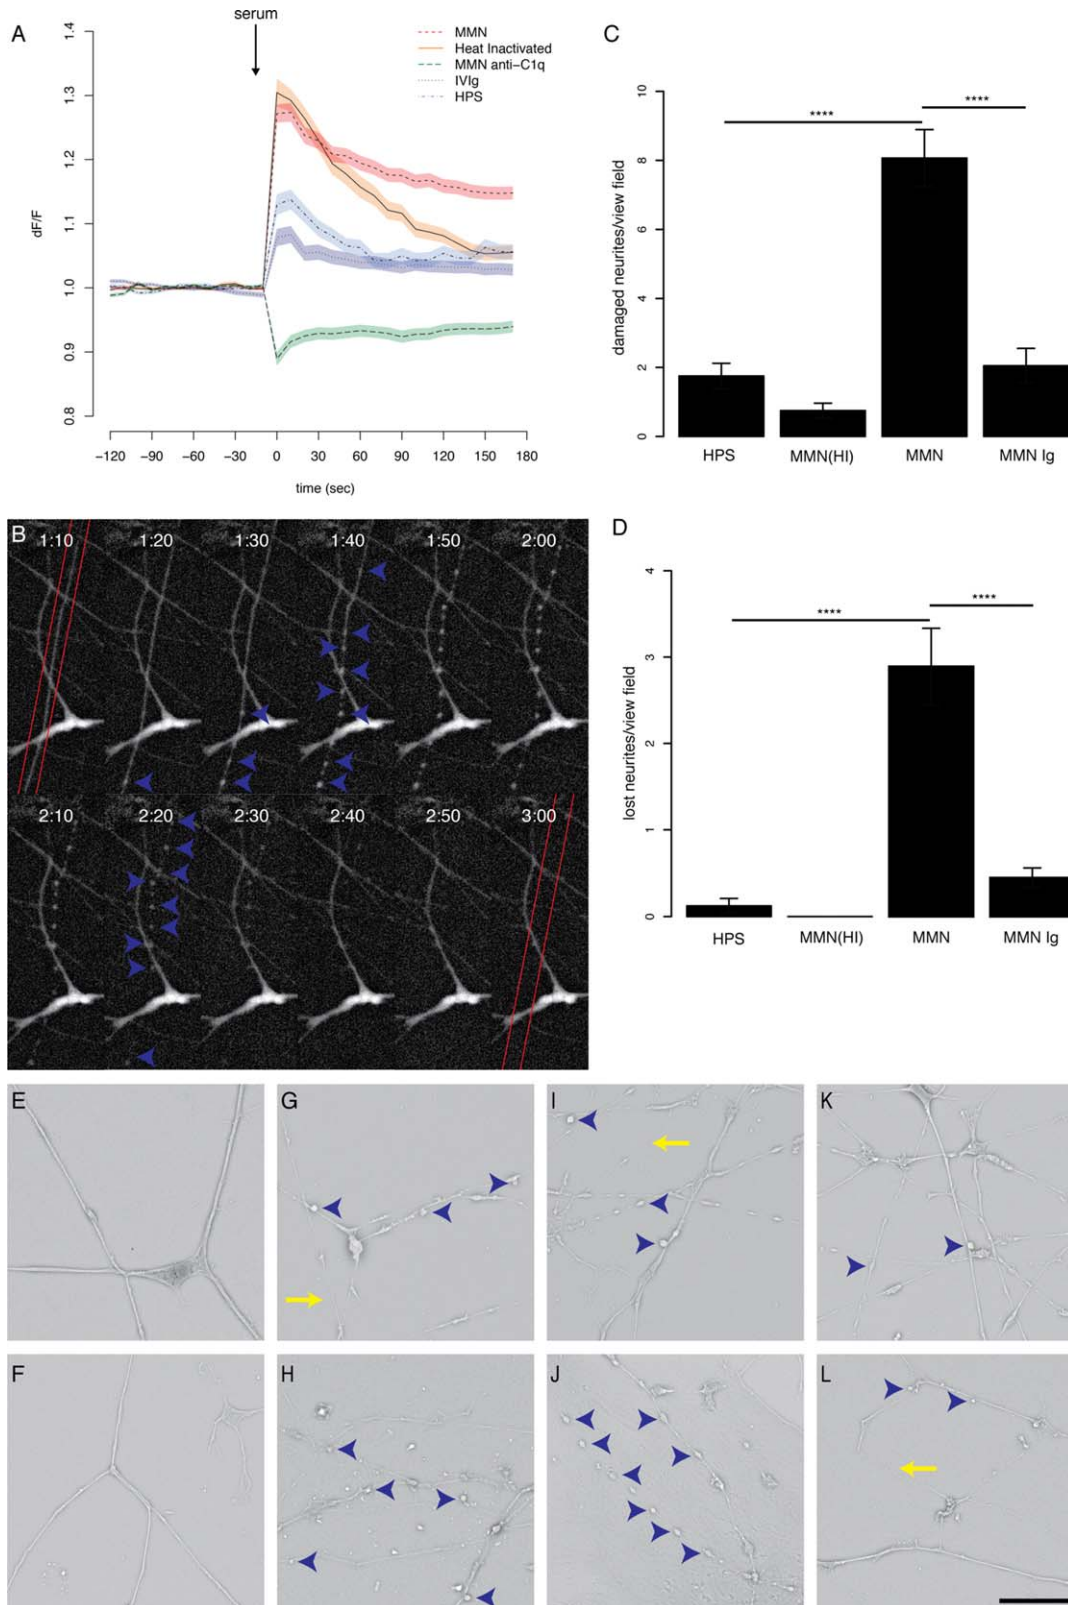 A
serum
MMN
Heat Inactivated
MMN anti-C1q
IVIg
HPS
dF/F
1.4
1.3
1.2
1.1
1.0
0.9
0.8
-120 -90 -60 -30 0 30 60 90 120 150 180
time (sec)
C
damaged neurites/view field
10
8
6
4
2
0
**** ****
HPS MMN(HI) MMN MMN Ig
B
1:10 1:20 1:30 1:40 1:50 2:00
2:10 2:20 2:30 2:40 2:50 3:00
D
lost neurites/view field
4
3
2
1
0
**** ****
HPS MMN(HI) MMN MMN Ig
E G I K
F H J L